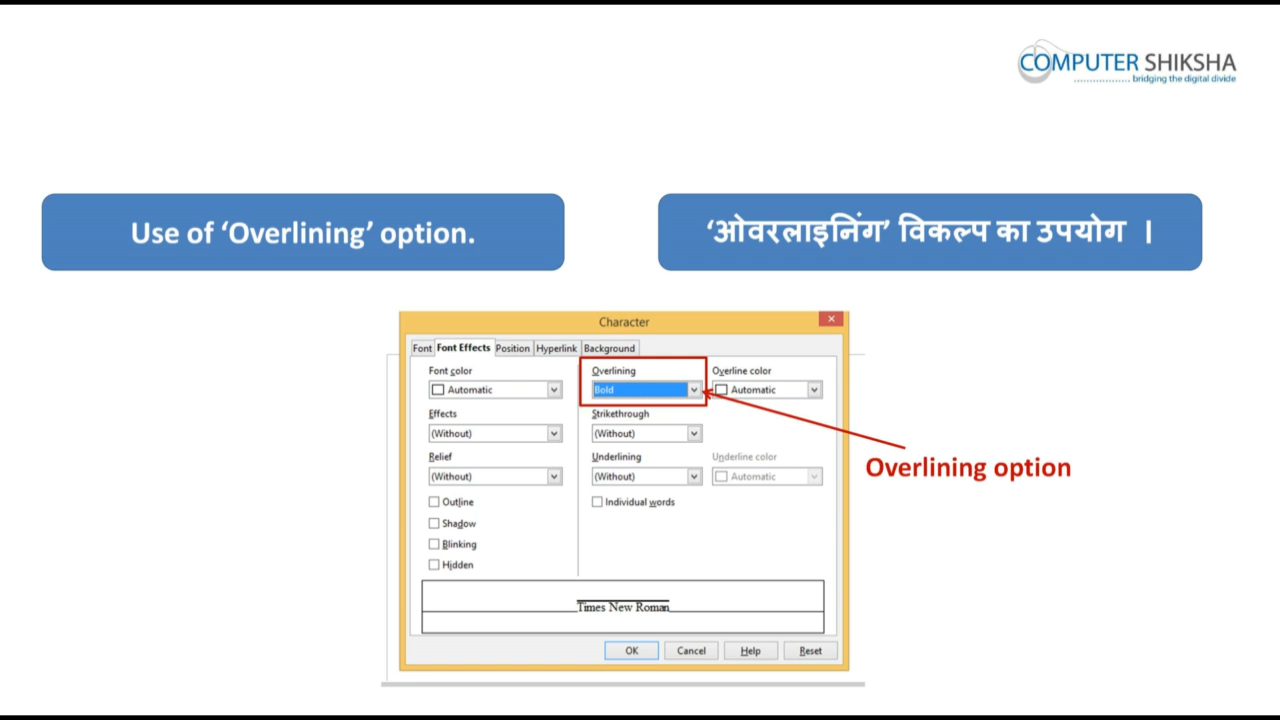 COMPUTER SHIKSHA
.................. bridging the digital divide
Use of ‘Overlining’ option.
‘ओवरलाइनिंग’ विकल्प का उपयोग ।
Character
Font Font Effects Position Hyperlink Background
Font color
Automatic
Effects
(Without)
Relief
(Without)
Outline
Shadow
Blinking
Hidden
Overlining
Bold
Overline color
Automatic
Strikethrough
(Without)
Underlining
(Without)
Underline color
Automatic
Individual words
Overlining option
Times New Roman
OK Cancel Help Reset